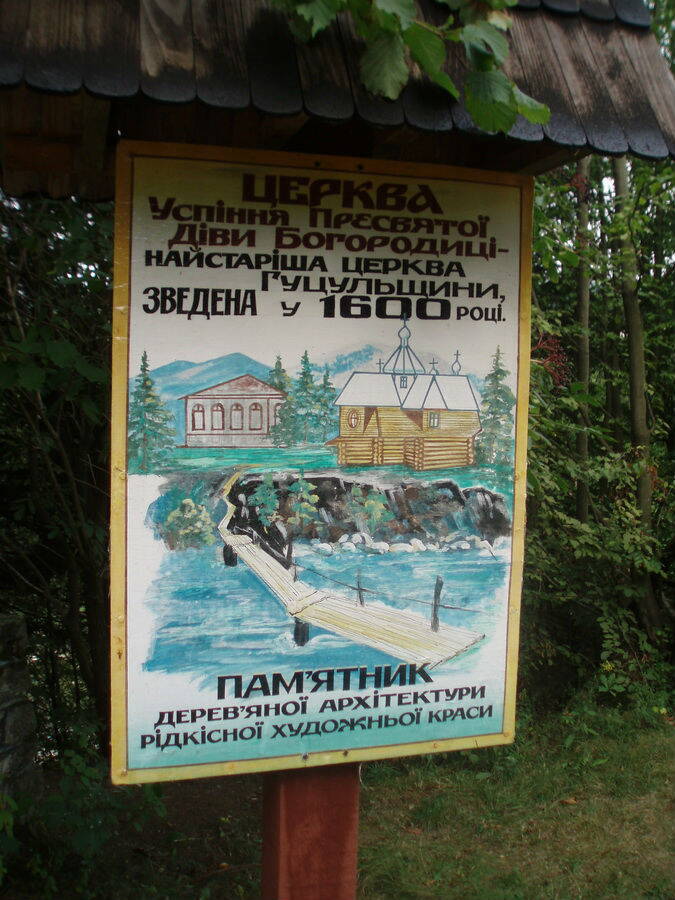 ЦЕРКВА
УСПІННЯ ПРЕСВЯТОЇ
ДІВИ БОГОРОДИЦІ-
НАЙСТАРІША ЦЕРКВА
ГУЦУЛЬЩИНИ,
ЗВЕДЕНА У 1600 РОЦІ.
ПАМ'ЯТНИК
ДЕРЕВ'ЯНОЇ АРХІТЕКТУРИ
РІДКІСНОЇ ХУДОЖНЬОЇ КРАСИ